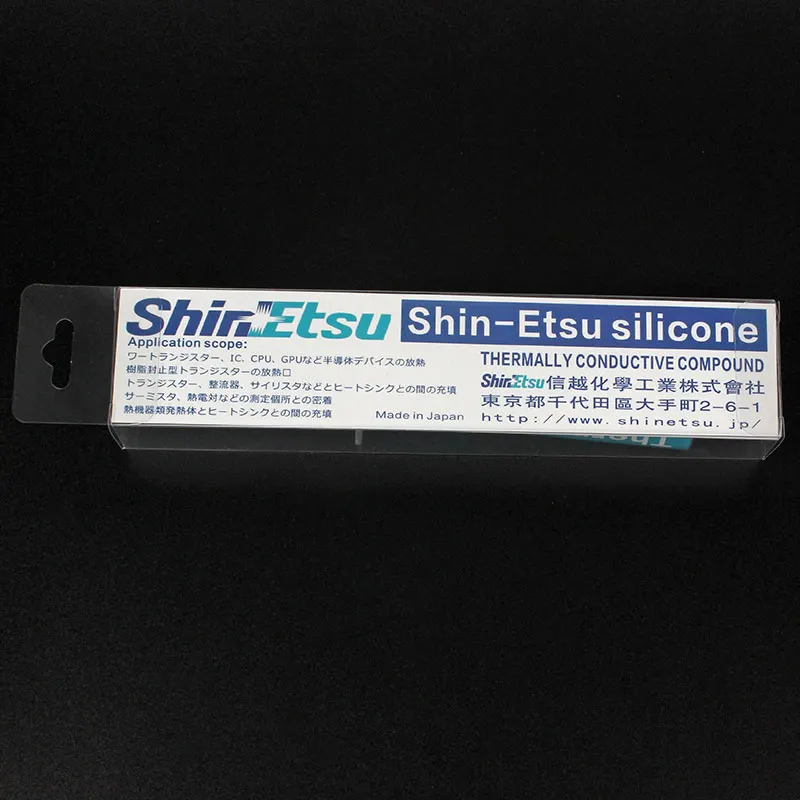 Shin-Etsu
Shin-Etsu silicone
Application scope:
ワートランジスター、IC、CPU、GPUなど半導体デバイスの放熱
樹脂封止型トランジスターの放熱口
トランジスター、整流器、サイリスタなどとヒートシンクとの間の充填
サーミスタ、熱電対などの測定個所との密着
熱機器類発熱体とヒートシンクとの間の充填
Made in Japan
THERMALLY CONDUCTIVE COMPOUND
Shin-Etsu 信越化學工業株式會社
東京都千代田區大手町2-6-1
http://www.shinetsu.jp/